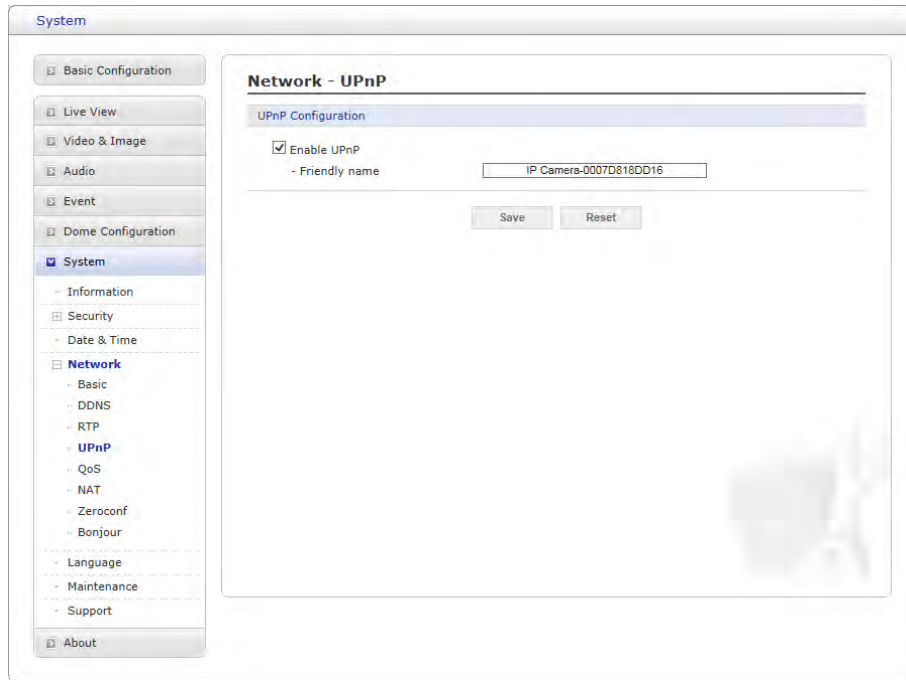 System
Basic Configuration
Live View
Video & Image
Audio
Event
Dome Configuration
System
Information
Security
Date & Time
Network
Basic
DDNS
RTP
UPnP
QoS
NAT
Zeroconf
Bonjour
Language
Maintenance
Support
About
Network - UPnP
UPnP Configuration
Enable UPnP
- Friendly name IP Camera-0007D818DD16
Save Reset